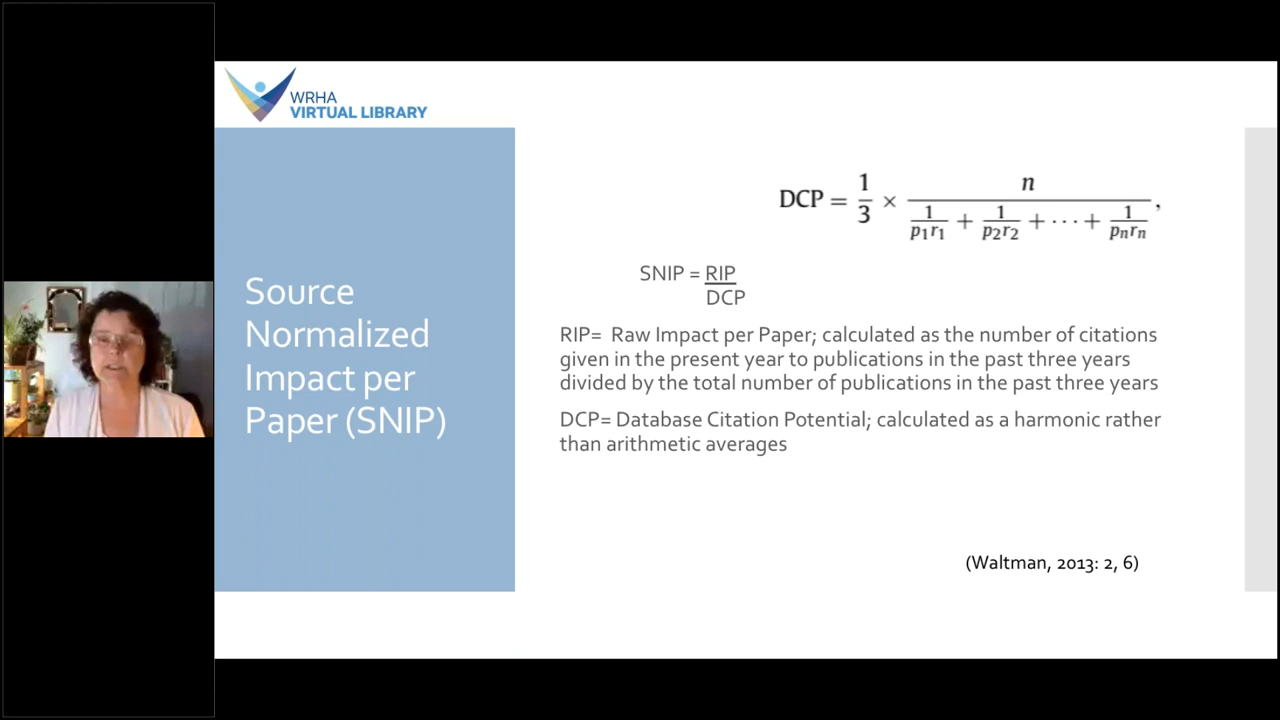 WRHA
VIRTUAL LIBRARY
Source
Normalized
Impact per
Paper (SNIP)
DCP = 1/3 × n / (1/p₁r₁ + 1/p₂r₂ + ··· + 1/pₙrₙ),
SNIP = RIP
DCP
RIP= Raw Impact per Paper; calculated as the number of citations
given in the present year to publications in the past three years
divided by the total number of publications in the past three years
DCP= Database Citation Potential; calculated as a harmonic rather
than arithmetic averages
(Waltman, 2013: 2, 6)